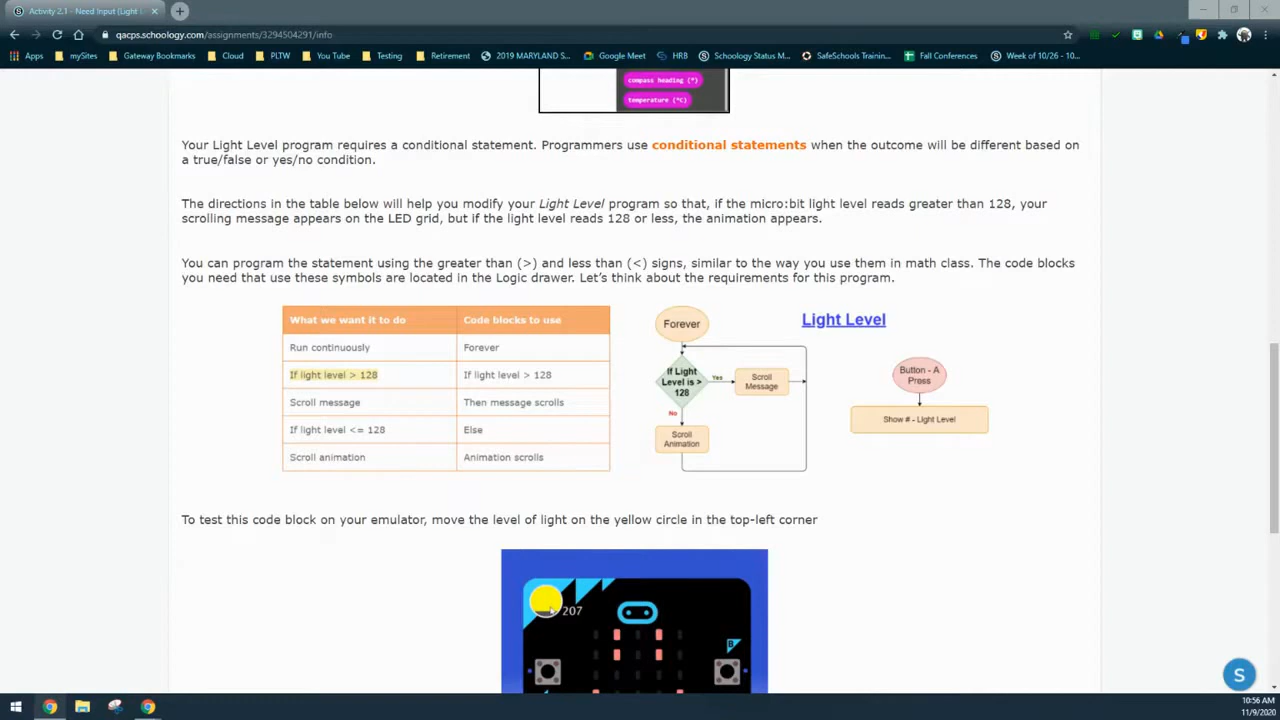 Activity 2.1 - Need Input (Light L
qacps.schoology.com/assignments/3294504291/info
Apps mySites Gateway Bookmarks Cloud PLTW You Tube Testing Retirement 2019 MARYLAND S... Google Meet HRB Schoology Status M... SafeSchools Trainin... Fall Conferences Week of 10/26 - 10...
compass heading (°)
temperature (°C)
Your Light Level program requires a conditional statement. Programmers use conditional statements when the outcome will be different based on
a true/false or yes/no condition.
The directions in the table below will help you modify your Light Level program so that, if the micro:bit light level reads greater than 128, your
scrolling message appears on the LED grid, but if the light level reads 128 or less, the animation appears.
You can program the statement using the greater than (>) and less than (<) signs, similar to the way you use them in math class. The code blocks
you need that use these symbols are located in the Logic drawer. Let's think about the requirements for this program.
What we want it to do Code blocks to use
Run continuously Forever
If light level > 128 If light level > 128
Scroll message Then message scrolls
If light level <= 128 Else
Scroll animation Animation scrolls
Forever
If Light
Level is >
128
Yes
Scroll
Message
No
Scroll
Animation
Light Level
Button - A
Press
Show # - Light Level
To test this code block on your emulator, move the level of light on the yellow circle in the top-left corner
207
B
S
10:56 AM
11/9/2020